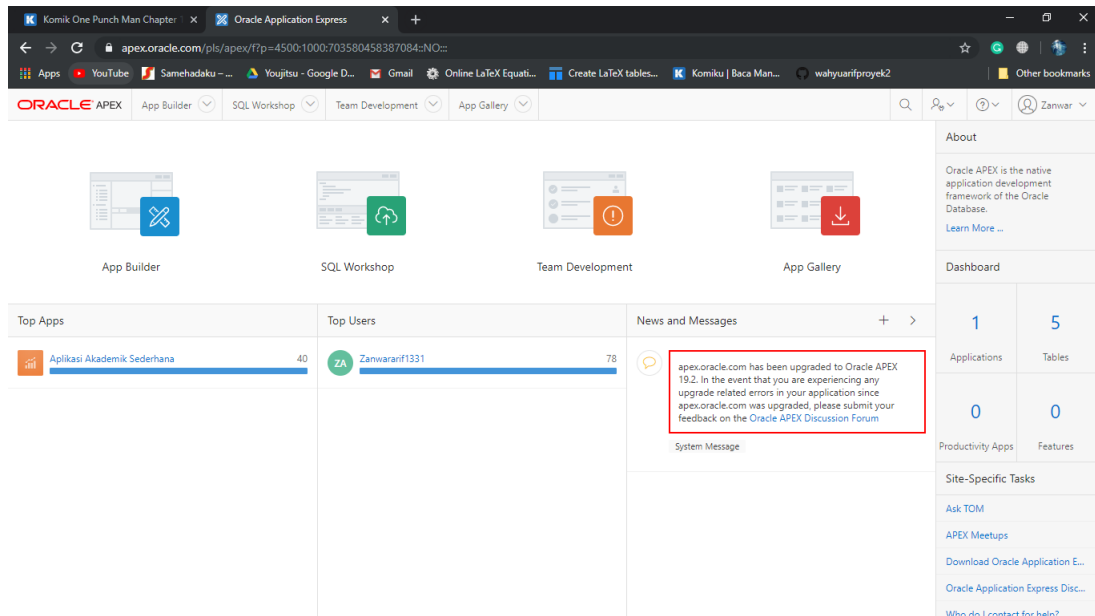 Komik One Punch Man Chapter
Oracle Application Express
apex.oracle.com/pls/apex/f?p=4500:1000:703580458387084::NO:::
Apps YouTube Samehadaku – ... Youjitsu - Google D... Gmail Online LaTeX Equati... Create LaTeX tables... Komiku | Baca Man... wahyuarifproyek2 Other bookmarks
ORACLE APEX App Builder SQL Workshop Team Development App Gallery Zanwar
App Builder
SQL Workshop
Team Development
App Gallery
Top Apps
Aplikasi Akademik Sederhana 40
Top Users
ZA Zanwararif1331 78
News and Messages
apex.oracle.com has been upgraded to Oracle APEX
19.2. In the event that you are experiencing any
upgrade related errors in your application since
apex.oracle.com was upgraded, please submit your
feedback on the Oracle APEX Discussion Forum
System Message
About
Oracle APEX is the native
application development
framework of the Oracle
Database.
Learn More ...
Dashboard
1 5
Applications Tables
0 0
Productivity Apps Features
Site-Specific Tasks
Ask TOM
APEX Meetups
Download Oracle Application E...
Oracle Application Express Disc...
Who do I contact for help?